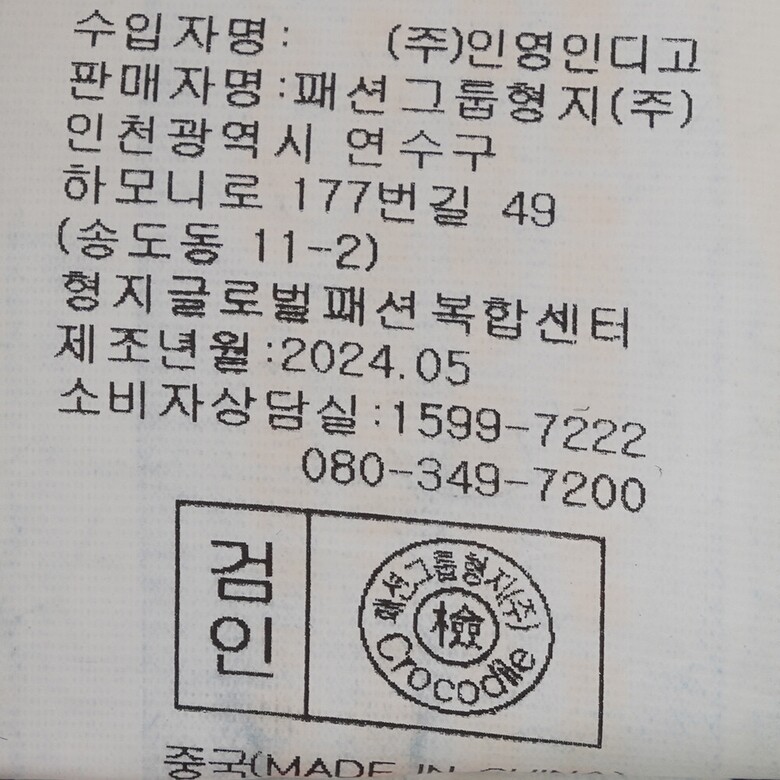 수입자명: (주)인영인디고
판매자명:패션그룹형지(주)
인천광역시 연수구
하모니로 177번길 49
(송도동 11-2)
형지글로벌패션복합센터
제조년월:2024.05
소비자상담실:1599-7222
080-349-7200
검인
패션그룹형지(주)
檢
Crocodile
중국(MADE IN